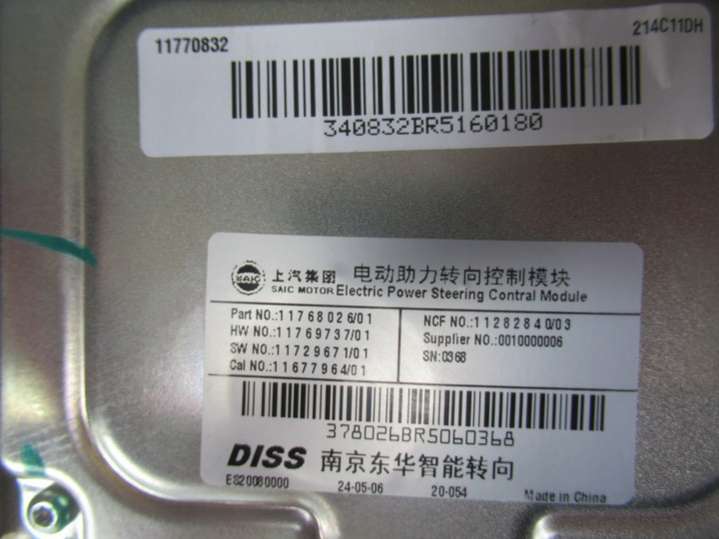 11770832
214C11DH
340832BR5160180
SAIC 上汽集团 电动助力转向控制模块
SAIC MOTOR Electric Power Steering Contral Module
Part NO.:11768026/01
NCF NO.:11282840/03
HW NO.:11769737/01
Supplier NO.:0010000006
SW NO.:11729671/01
SN:0368
Cal NO.:11677964/01
378026BR5060368
DISS 南京东华智能转向
ES20080000 24-05-06 20-054 Made in China